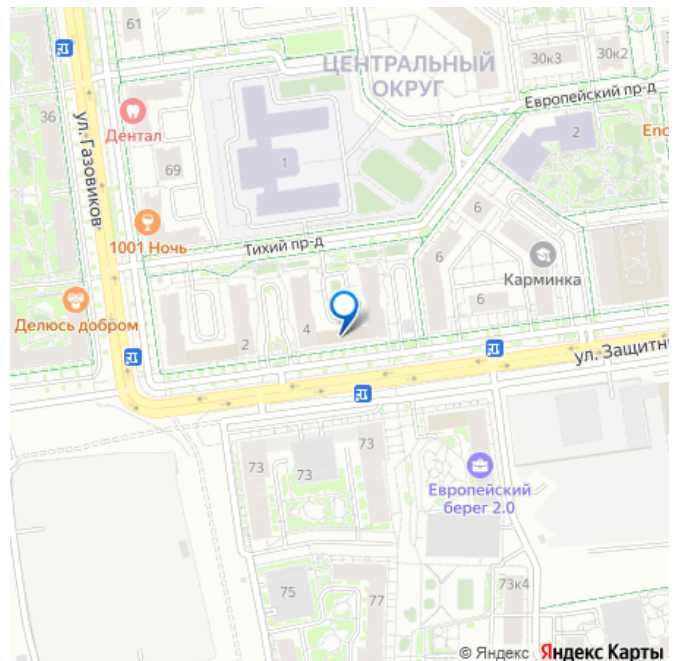 61
ЦЕНТРАЛЬНЫЙ
ОКРУГ
30к3
30к2
Европейский пр-д
36
ул. Газовиков
Дентал
69
1
2
1001 Ночь
Тихий пр-д
6
6
Карминка
6
Делюсь добром
4
2
ул. Защитн
73
73
73
Европейский
берег 2.0
75
77
73к4
© Яндекс Яндекс Карты